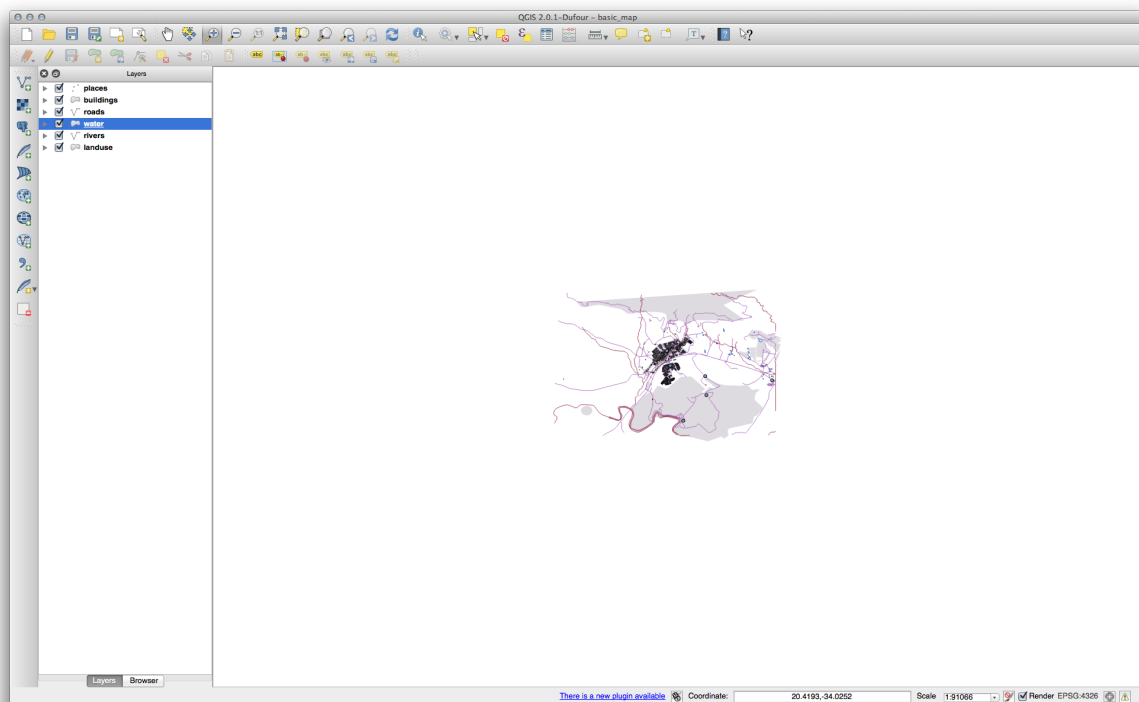 QGIS 2.0.1-Dufour - basic_map
Layers
places
buildings
roads
water
rivers
landuse
Layers Browser
There is a new plugin available Coordinate: 20.4193,-34.0252 Scale 1:91066 Render EPSG:4326